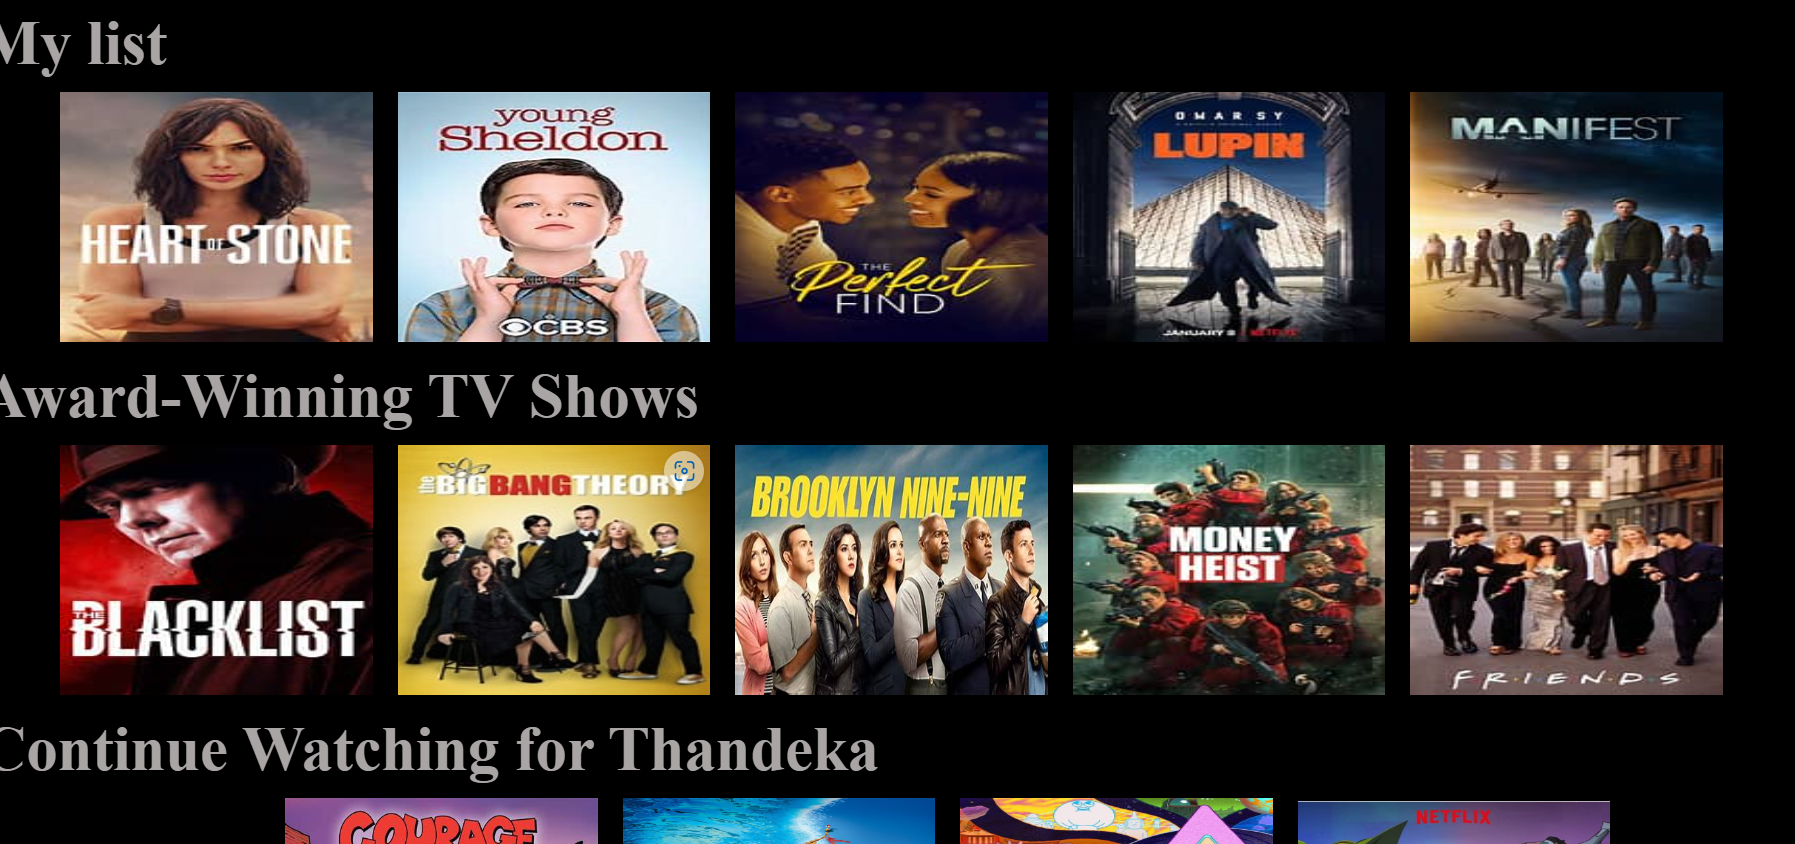 My list
HEART OF STONE
young
Sheldon
CBS
THE
Perfect
FIND
OMAR SY
LUPIN
JANUARY 8 | NETFLIX
MANIFEST
Award-Winning TV Shows
THE
BLACKLIST
the BIG BANG THEORY
BROOKLYN NINE-NINE
MONEY
HEIST
F·R·I·E·N·D·S
Continue Watching for Thandeka
COURAGE
NETFLIX